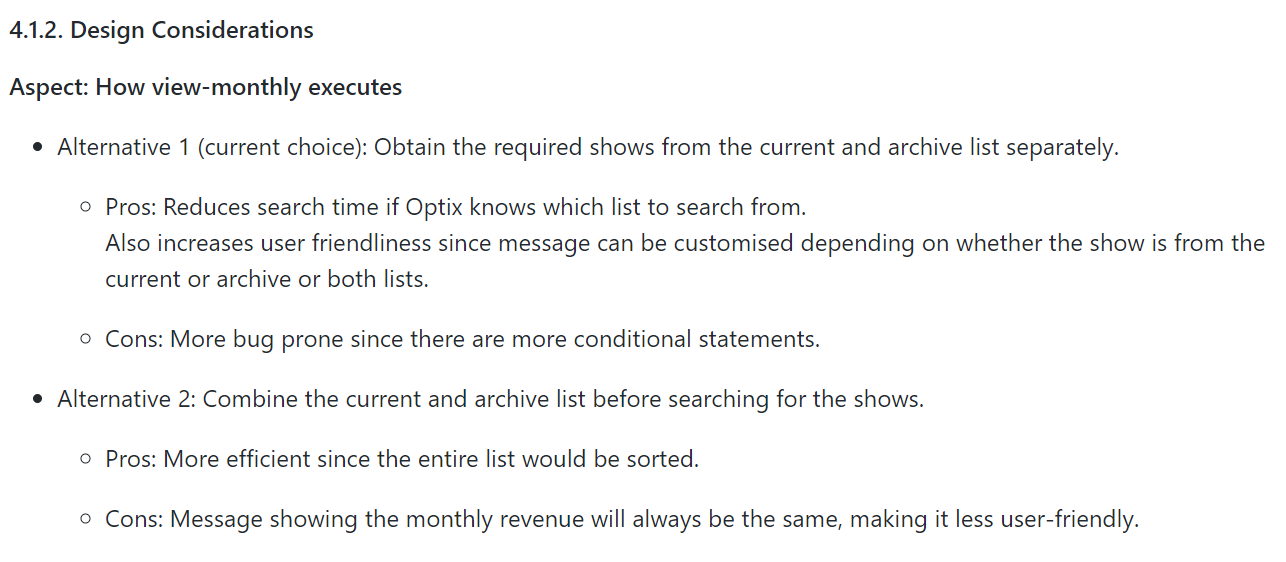 4.1.2. Design Considerations
Aspect: How view-monthly executes
• Alternative 1 (current choice): Obtain the required shows from the current and archive list separately.
○ Pros: Reduces search time if Optix knows which list to search from.
Also increases user friendliness since message can be customised depending on whether the show is from the
current or archive or both lists.
○ Cons: More bug prone since there are more conditional statements.
• Alternative 2: Combine the current and archive list before searching for the shows.
○ Pros: More efficient since the entire list would be sorted.
○ Cons: Message showing the monthly revenue will always be the same, making it less user-friendly.